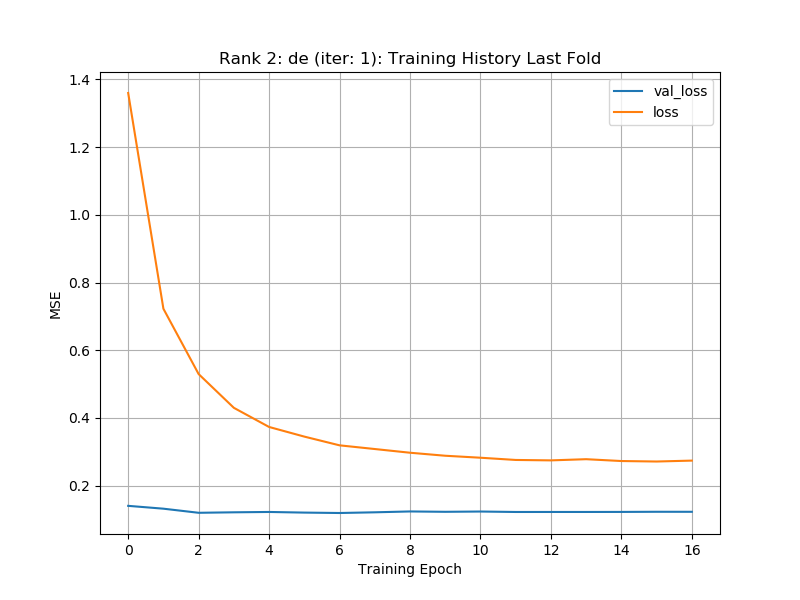 Rank 2: de (iter: 1): Training History Last Fold
val_loss
loss
MSE
1.4
1.2
1.0
0.8
0.6
0.4
0.2
0 2 4 6 8 10 12 14 16
Training Epoch